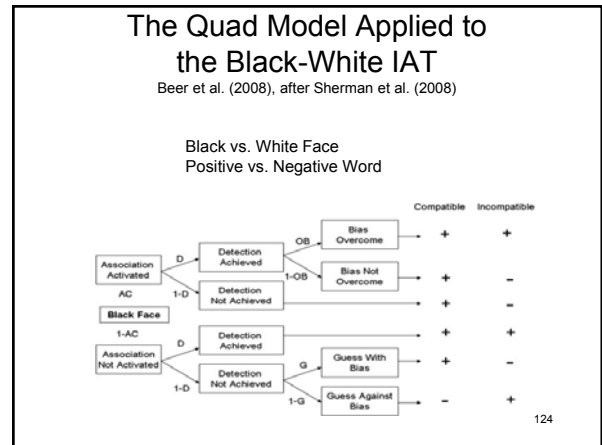 The Quad Model Applied to
the Black-White IAT
Beer et al. (2008), after Sherman et al. (2008)
Black vs. White Face
Positive vs. Negative Word
Compatible Incompatible
OB
Bias
Overcome
+ +
D
Detection
Achieved
Association
Activated
1-OB
Bias Not
Overcome
+ -
AC
1-D
Detection
Not Achieved
+ -
Black Face
1-AC
D
Detection
Achieved
+ +
Association
Not Activated
G
Guess With
Bias
+ -
1-D
Detection
Not Achieved
1-G
Guess Against
Bias
- +
124